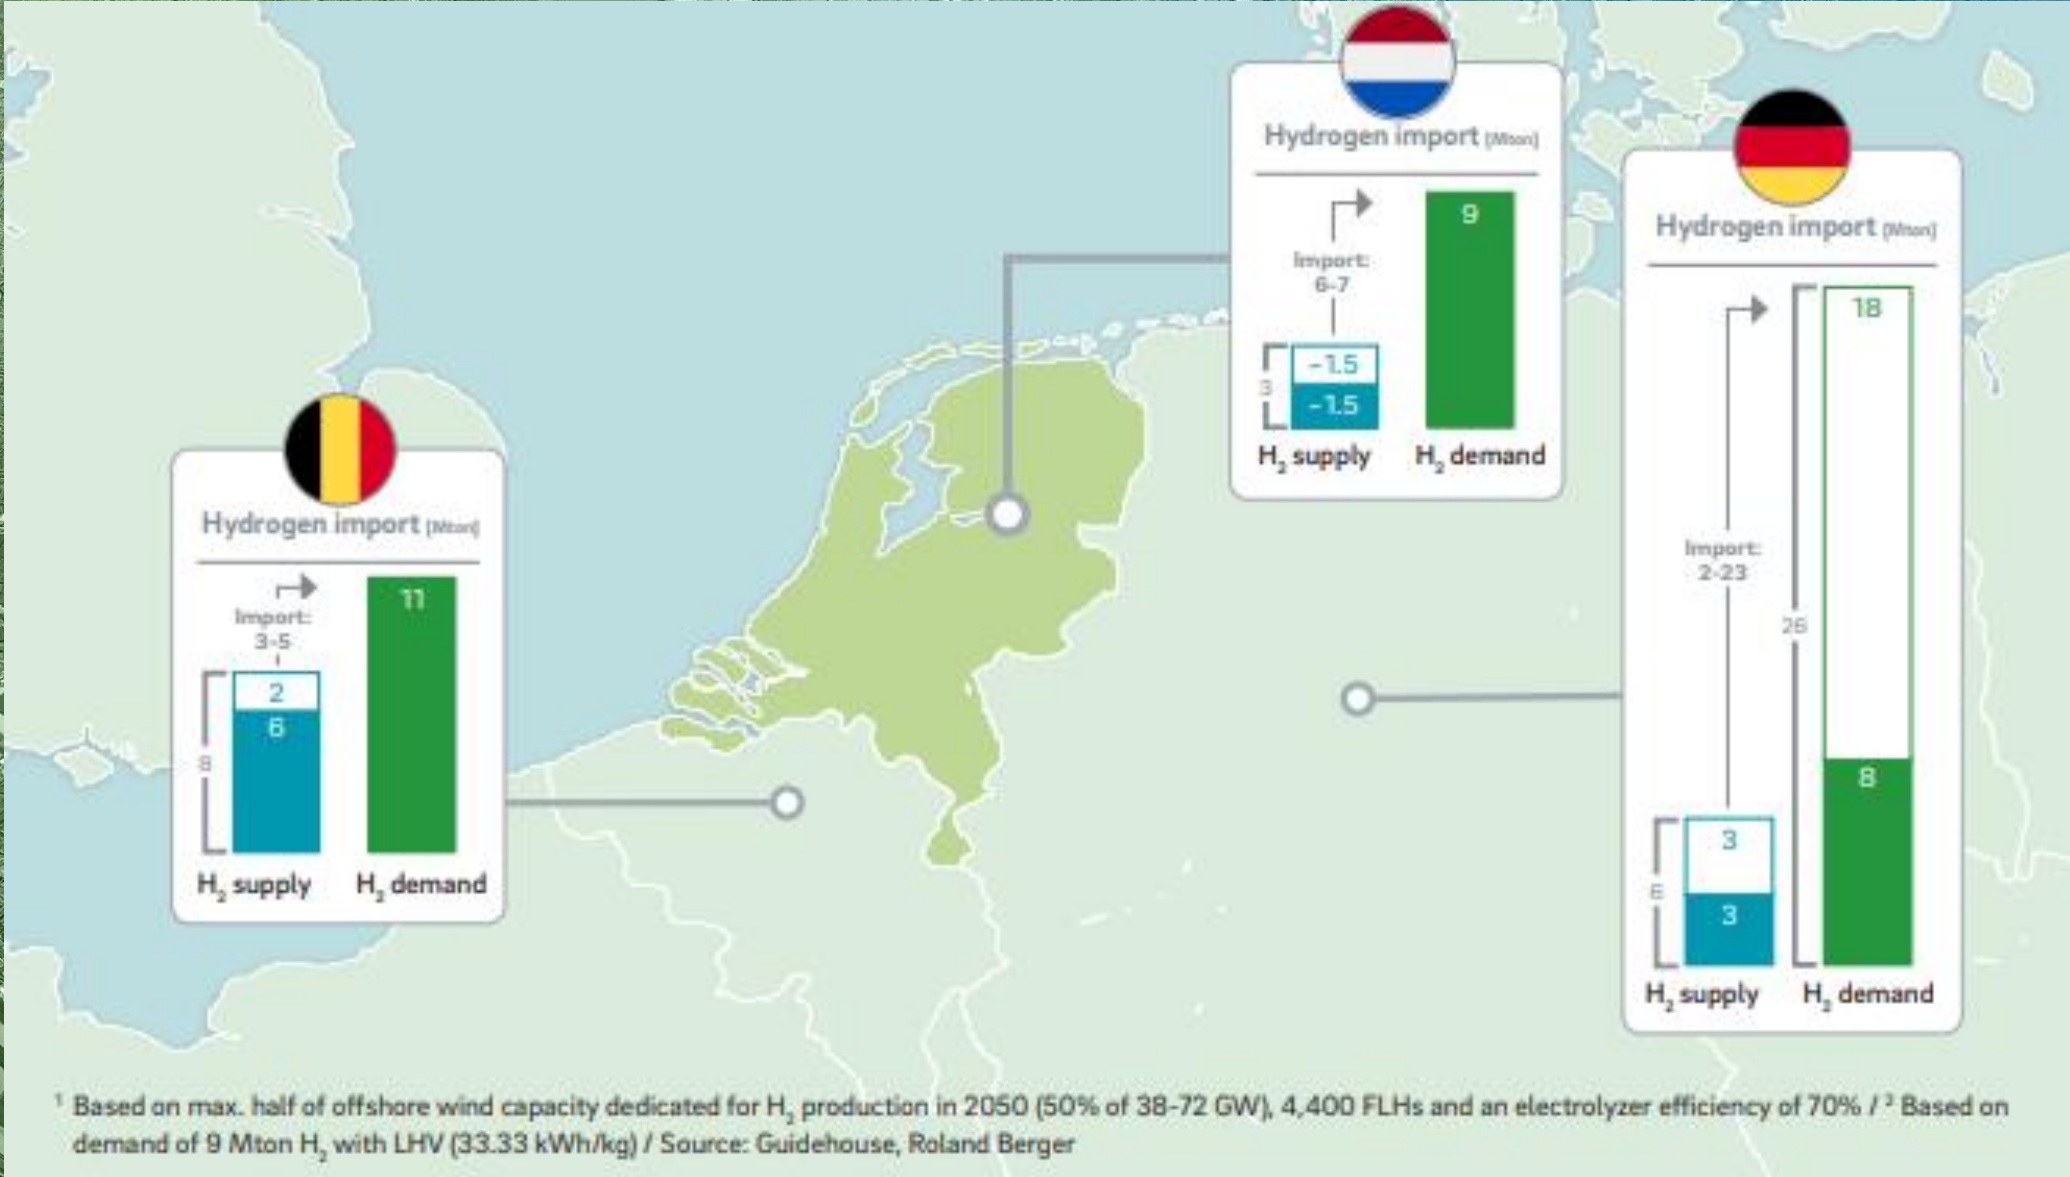 Hydrogen import [Mton]
9
Import:
6-7
~1.5
~1.5
3
H₂ supply
H₂ demand
Hydrogen import [Mton]
18
Import:
2-23
26
8
3
3
6
H₂ supply
H₂ demand
Hydrogen import [Mton]
11
Import:
3-5
2
6
8
H₂ supply
H₂ demand
¹ Based on max. half of offshore wind capacity dedicated for H₂ production in 2050 (50% of 38-72 GW), 4,400 FLHs and an electrolyzer efficiency of 70% / ² Based on
demand of 9 Mton H₂ with LHV (33.33 kWh/kg) / Source: Guidehouse, Roland Berger